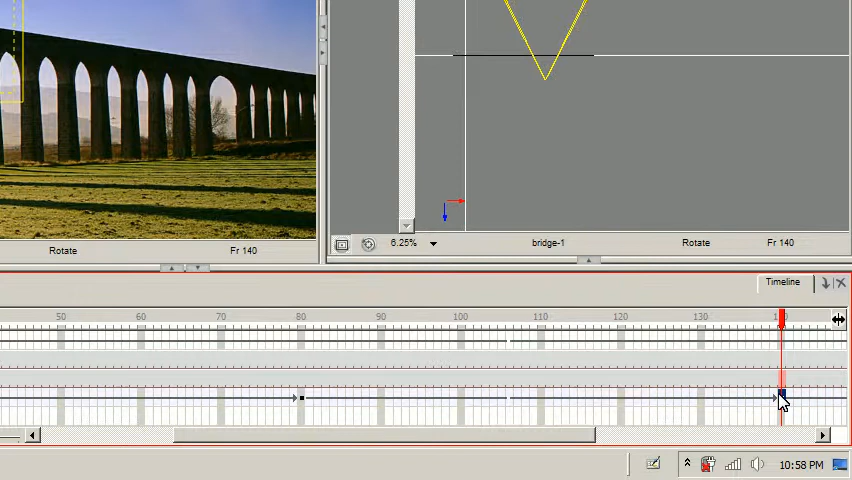 6.25% bridge-1 Rotate Fr 140
Rotate Fr 140
Timeline
50 60 70 80 90 100 110 120 130
10:58 PM